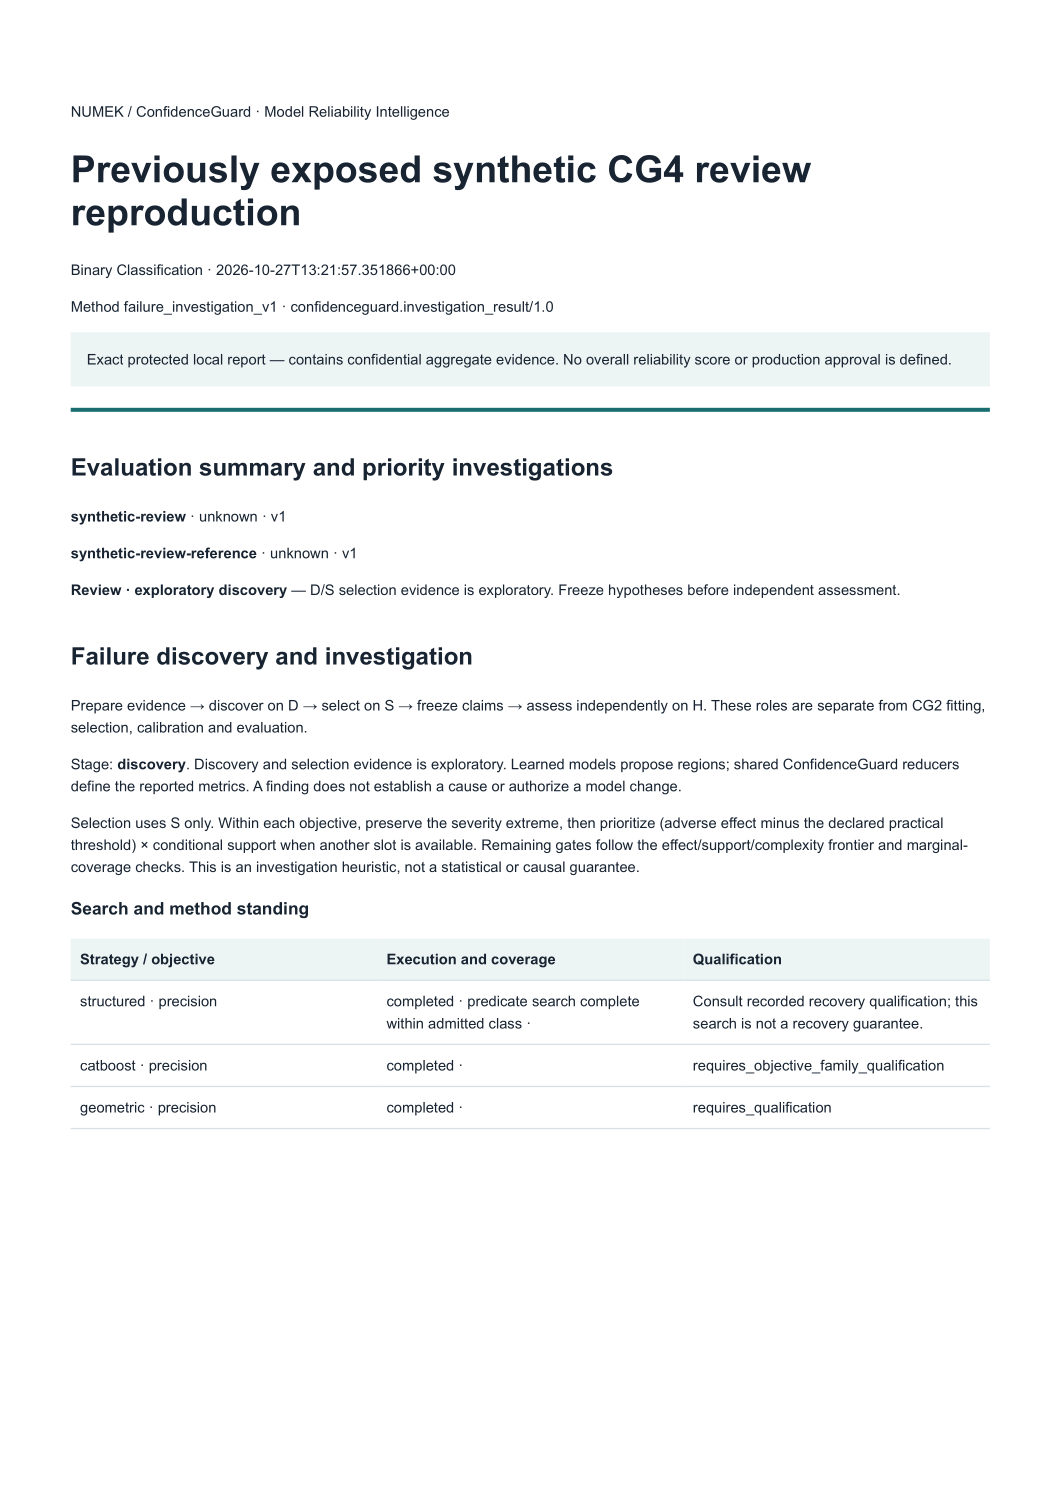 NUMEK / ConfidenceGuard · Model Reliability Intelligence
Previously exposed synthetic CG4 review
reproduction
Binary Classification · 2026-10-27T13:21:57.351866+00:00
Method failure_investigation_v1 · confidenceguard.investigation_result/1.0
Exact protected local report — contains confidential aggregate evidence. No overall reliability score or production approval is defined.
Evaluation summary and priority investigations
synthetic-review · unknown · v1
synthetic-review-reference · unknown · v1
Review · exploratory discovery — D/S selection evidence is exploratory. Freeze hypotheses before independent assessment.
Failure discovery and investigation
Prepare evidence → discover on D → select on S → freeze claims → assess independently on H. These roles are separate from CG2 fitting,
selection, calibration and evaluation.
Stage: discovery. Discovery and selection evidence is exploratory. Learned models propose regions; shared ConfidenceGuard reducers
define the reported metrics. A finding does not establish a cause or authorize a model change.
Selection uses S only. Within each objective, preserve the severity extreme, then prioritize (adverse effect minus the declared practical
threshold) × conditional support when another slot is available. Remaining gates follow the effect/support/complexity frontier and marginal-
coverage checks. This is an investigation heuristic, not a statistical or causal guarantee.
Search and method standing
Strategy / objective Execution and coverage Qualification
structured · precision completed · predicate search complete Consult recorded recovery qualification; this
within admitted class · search is not a recovery guarantee.
catboost · precision completed · requires_objective_family_qualification
geometric · precision completed · requires_qualification